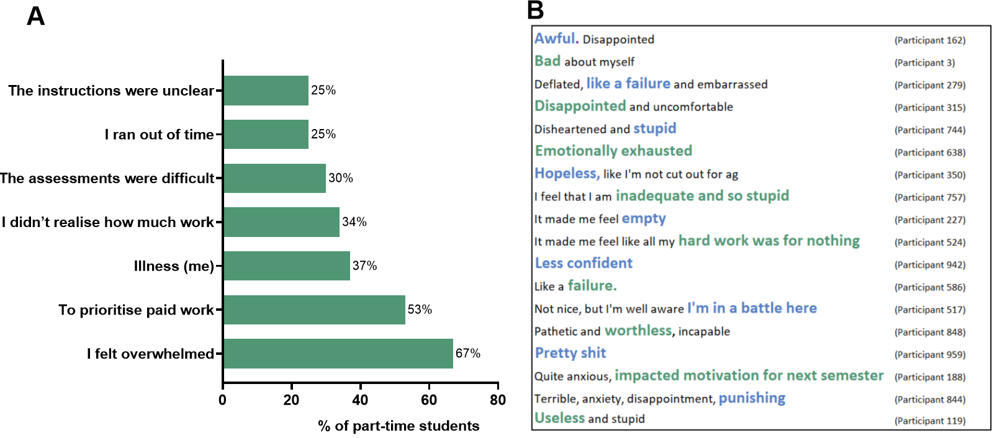 A
The instructions were unclear 25%
I ran out of time 25%
The assessments were difficult 30%
I didn’t realise how much work 34%
Illness (me) 37%
To prioritise paid work 53%
I felt overwhelmed 67%
0 20 40 60 80
% of part-time students
B
Awful. Disappointed (Participant 162)
Bad about myself (Participant 3)
Deflated, like a failure and embarrassed (Participant 279)
Disappointed and uncomfortable (Participant 315)
Disheartened and stupid (Participant 744)
Emotionally exhausted (Participant 638)
Hopeless, like I'm not cut out for ag (Participant 350)
I feel that I am inadequate and so stupid (Participant 757)
It made me feel empty (Participant 227)
It made me feel like all my hard work was for nothing (Participant 524)
Less confident (Participant 942)
Like a failure. (Participant 586)
Not nice, but I'm well aware I'm in a battle here (Participant 517)
Pathetic and worthless, incapable (Participant 848)
Pretty shit (Participant 959)
Quite anxious, impacted motivation for next semester (Participant 188)
Terrible, anxiety, disappointment, punishing (Participant 844)
Useless and stupid (Participant 119)